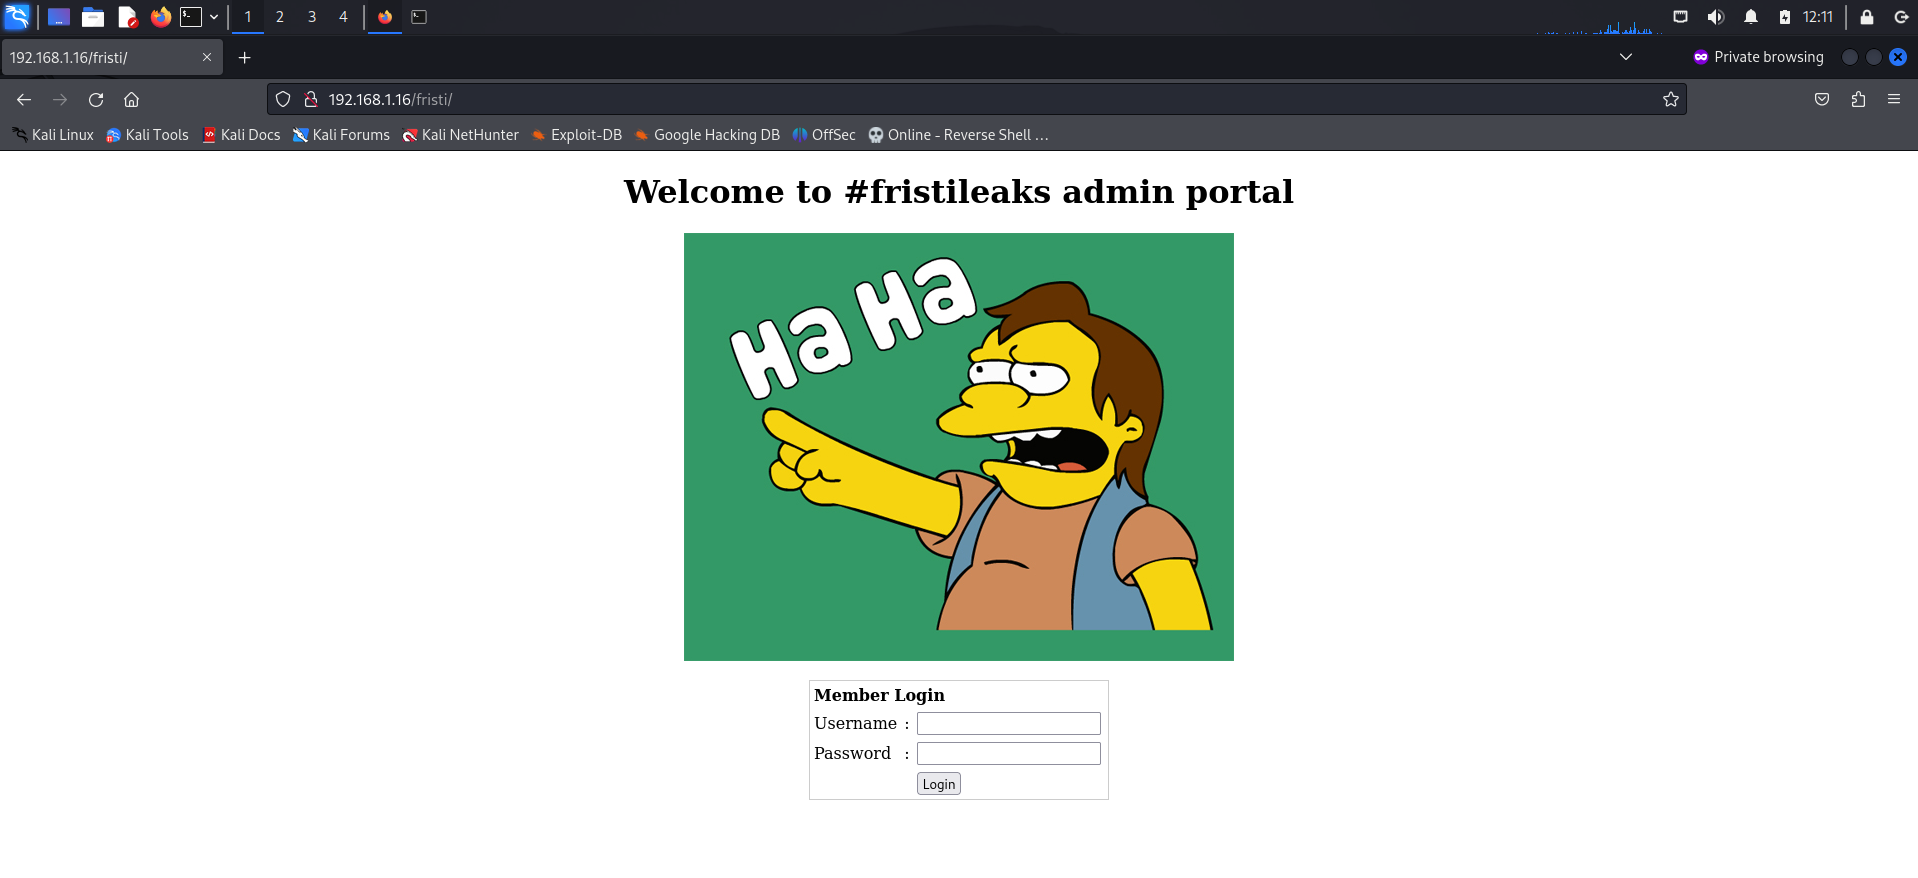 1 2 3 4 12:11
192.168.1.16/fristi/ Private browsing
192.168.1.16/fristi/
Kali Linux Kali Tools Kali Docs Kali Forums Kali NetHunter Exploit-DB Google Hacking DB OffSec Online - Reverse Shell …
Welcome to #fristileaks admin portal
Ha Ha
Member Login
Username :
Password :
Login